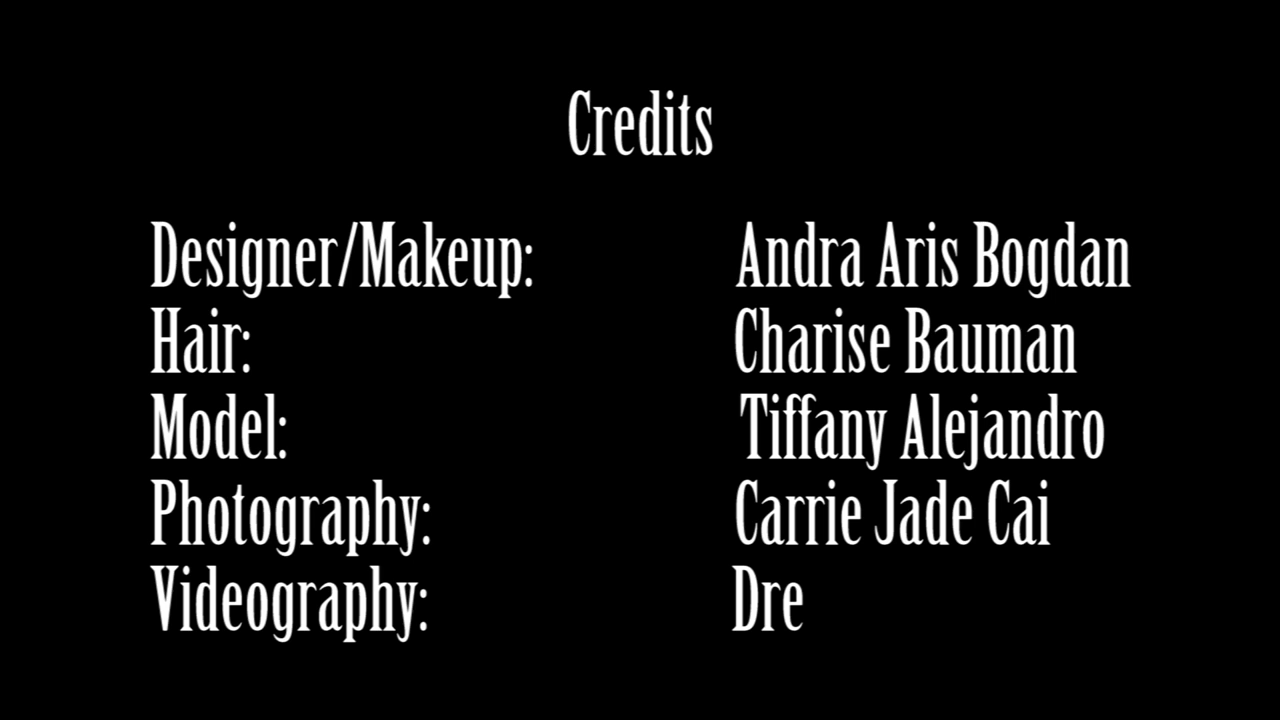 Credits
Designer/Makeup: Andra Aris Bogdan
Hair: Charise Bauman
Model: Tiffany Alejandro
Photography: Carrie Jade Cai
Videography: Dre